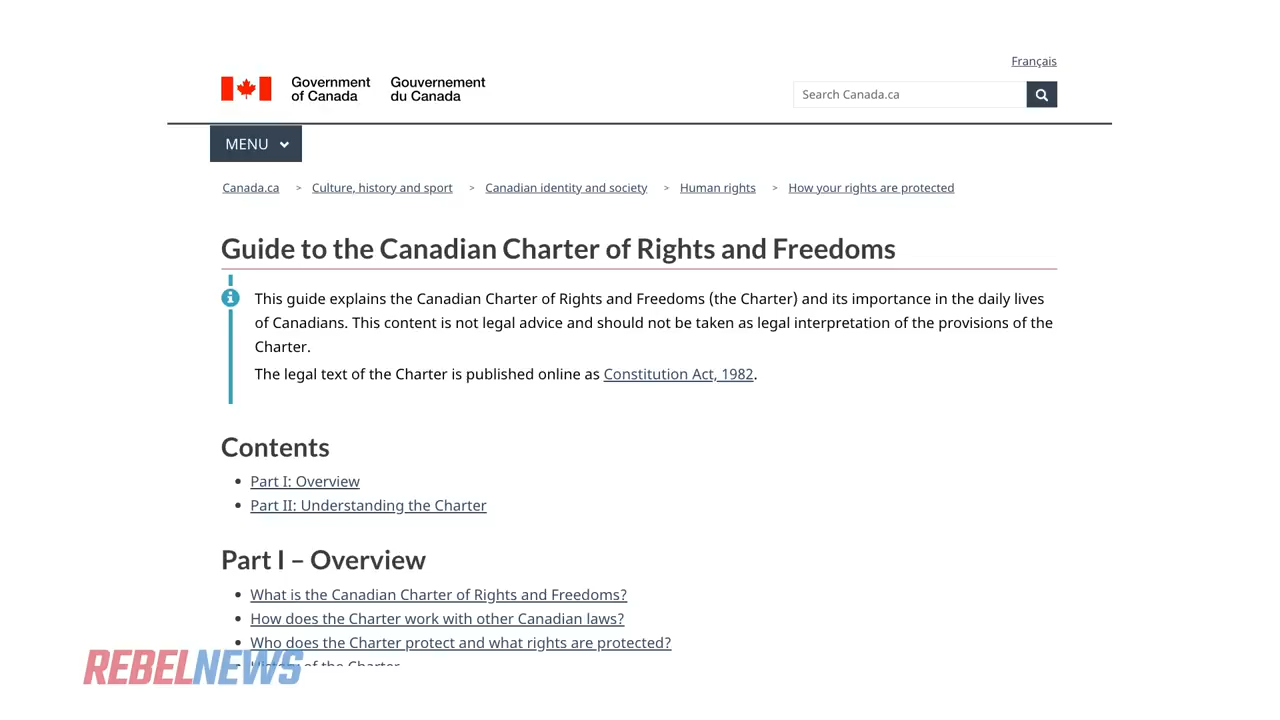 Français
Government
of Canada
Gouvernement
du Canada
Search Canada.ca
MENU
Canada.ca > Culture, history and sport > Canadian identity and society > Human rights > How your rights are protected
Guide to the Canadian Charter of Rights and Freedoms
This guide explains the Canadian Charter of Rights and Freedoms (the Charter) and its importance in the daily lives
of Canadians. This content is not legal advice and should not be taken as legal interpretation of the provisions of the
Charter.
The legal text of the Charter is published online as Constitution Act, 1982.
Contents
• Part I: Overview
• Part II: Understanding the Charter
Part I – Overview
• What is the Canadian Charter of Rights and Freedoms?
• How does the Charter work with other Canadian laws?
• Who does the Charter protect and what rights are protected?
• History of the Charter
REBELNEWS